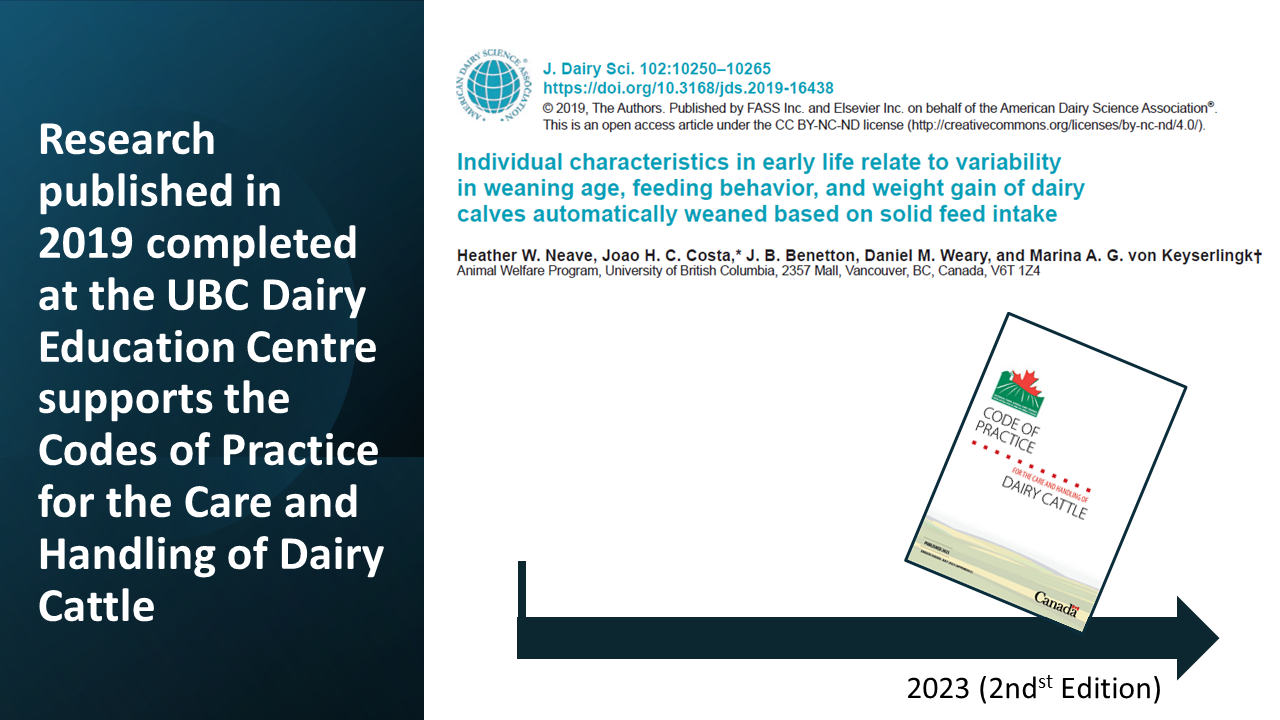 Research
published in
2019 completed
at the UBC Dairy
Education Centre
supports the
Codes of Practice
for the Care and
Handling of Dairy
Cattle
AMERICAN DAIRY SCIENCE ASSOCIATION
J. Dairy Sci. 102:10250–10265
https://doi.org/10.3168/jds.2019-16438
© 2019, The Authors. Published by FASS Inc. and Elsevier Inc. on behalf of the American Dairy Science Association®.
This is an open access article under the CC BY-NC-ND license (http://creativecommons.org/licenses/by-nc-nd/4.0/).
Individual characteristics in early life relate to variability
in weaning age, feeding behavior, and weight gain of dairy
calves automatically weaned based on solid feed intake
Heather W. Neave, Joao H. C. Costa,* J. B. Benetton, Daniel M. Weary, and Marina A. G. von Keyserlingk†
Animal Welfare Program, University of British Columbia, 2357 Mall, Vancouver, BC, Canada, V6T 1Z4
CODE OF
PRACTICE
FOR THE CARE AND HANDLING OF
DAIRY CATTLE
Canada
2023 (2ndst Edition)